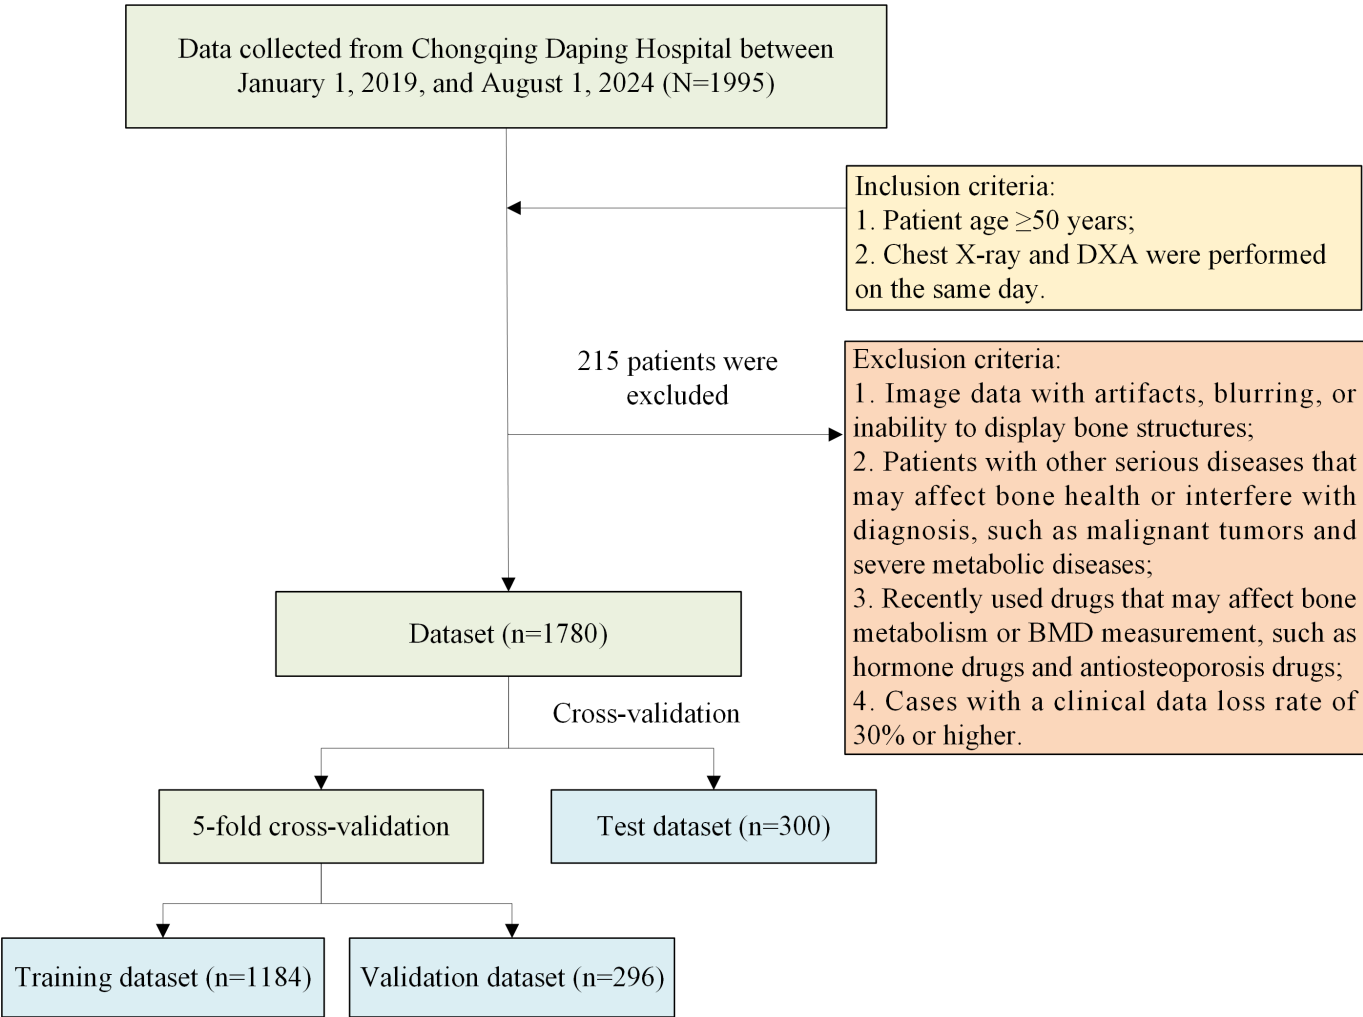 Data collected from Chongqing Daping Hospital between
January 1, 2019, and August 1, 2024 (N=1995)
Inclusion criteria:
1. Patient age ≥50 years;
2. Chest X-ray and DXA were performed
on the same day.
215 patients were
excluded
Exclusion criteria:
1. Image data with artifacts, blurring, or
inability to display bone structures;
2. Patients with other serious diseases that
may affect bone health or interfere with
diagnosis, such as malignant tumors and
severe metabolic diseases;
3. Recently used drugs that may affect bone
metabolism or BMD measurement, such as
hormone drugs and antiosteoporosis drugs;
4. Cases with a clinical data loss rate of
30% or higher.
Dataset (n=1780)
Cross-validation
5-fold cross-validation
Test dataset (n=300)
Training dataset (n=1184)
Validation dataset (n=296)